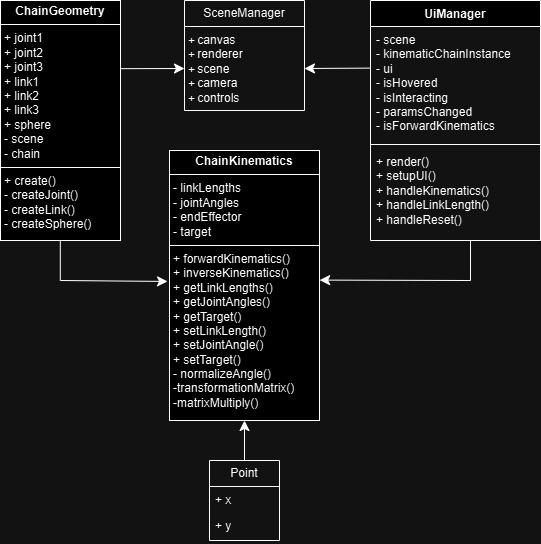 ChainGeometry
+ joint1
+ joint2
+ joint3
+ link1
+ link2
+ link3
+ sphere
- scene
- chain
+ create()
- createJoint()
- createLink()
- createSphere()
SceneManager
+ canvas
+ renderer
+ scene
+ camera
+ controls
UiManager
- scene
- kinematicChainInstance
- ui
- isHovered
- isInteracting
- paramsChanged
- isForwardKinematics
+ render()
+ setupUI()
+ handleKinematics()
+ handleLinkLength()
+ handleReset()
ChainKinematics
- linkLengths
- jointAngles
- endEffector
- target
+ forwardKinematics()
+ inverseKinematics()
+ getLinkLengths()
+ getJointAngles()
+ getTarget()
+ setLinkLength()
+ setJointAngle()
+ setTarget()
- normalizeAngle()
-transformationMatrix()
-matrixMultiply()
Point
+ x
+ y